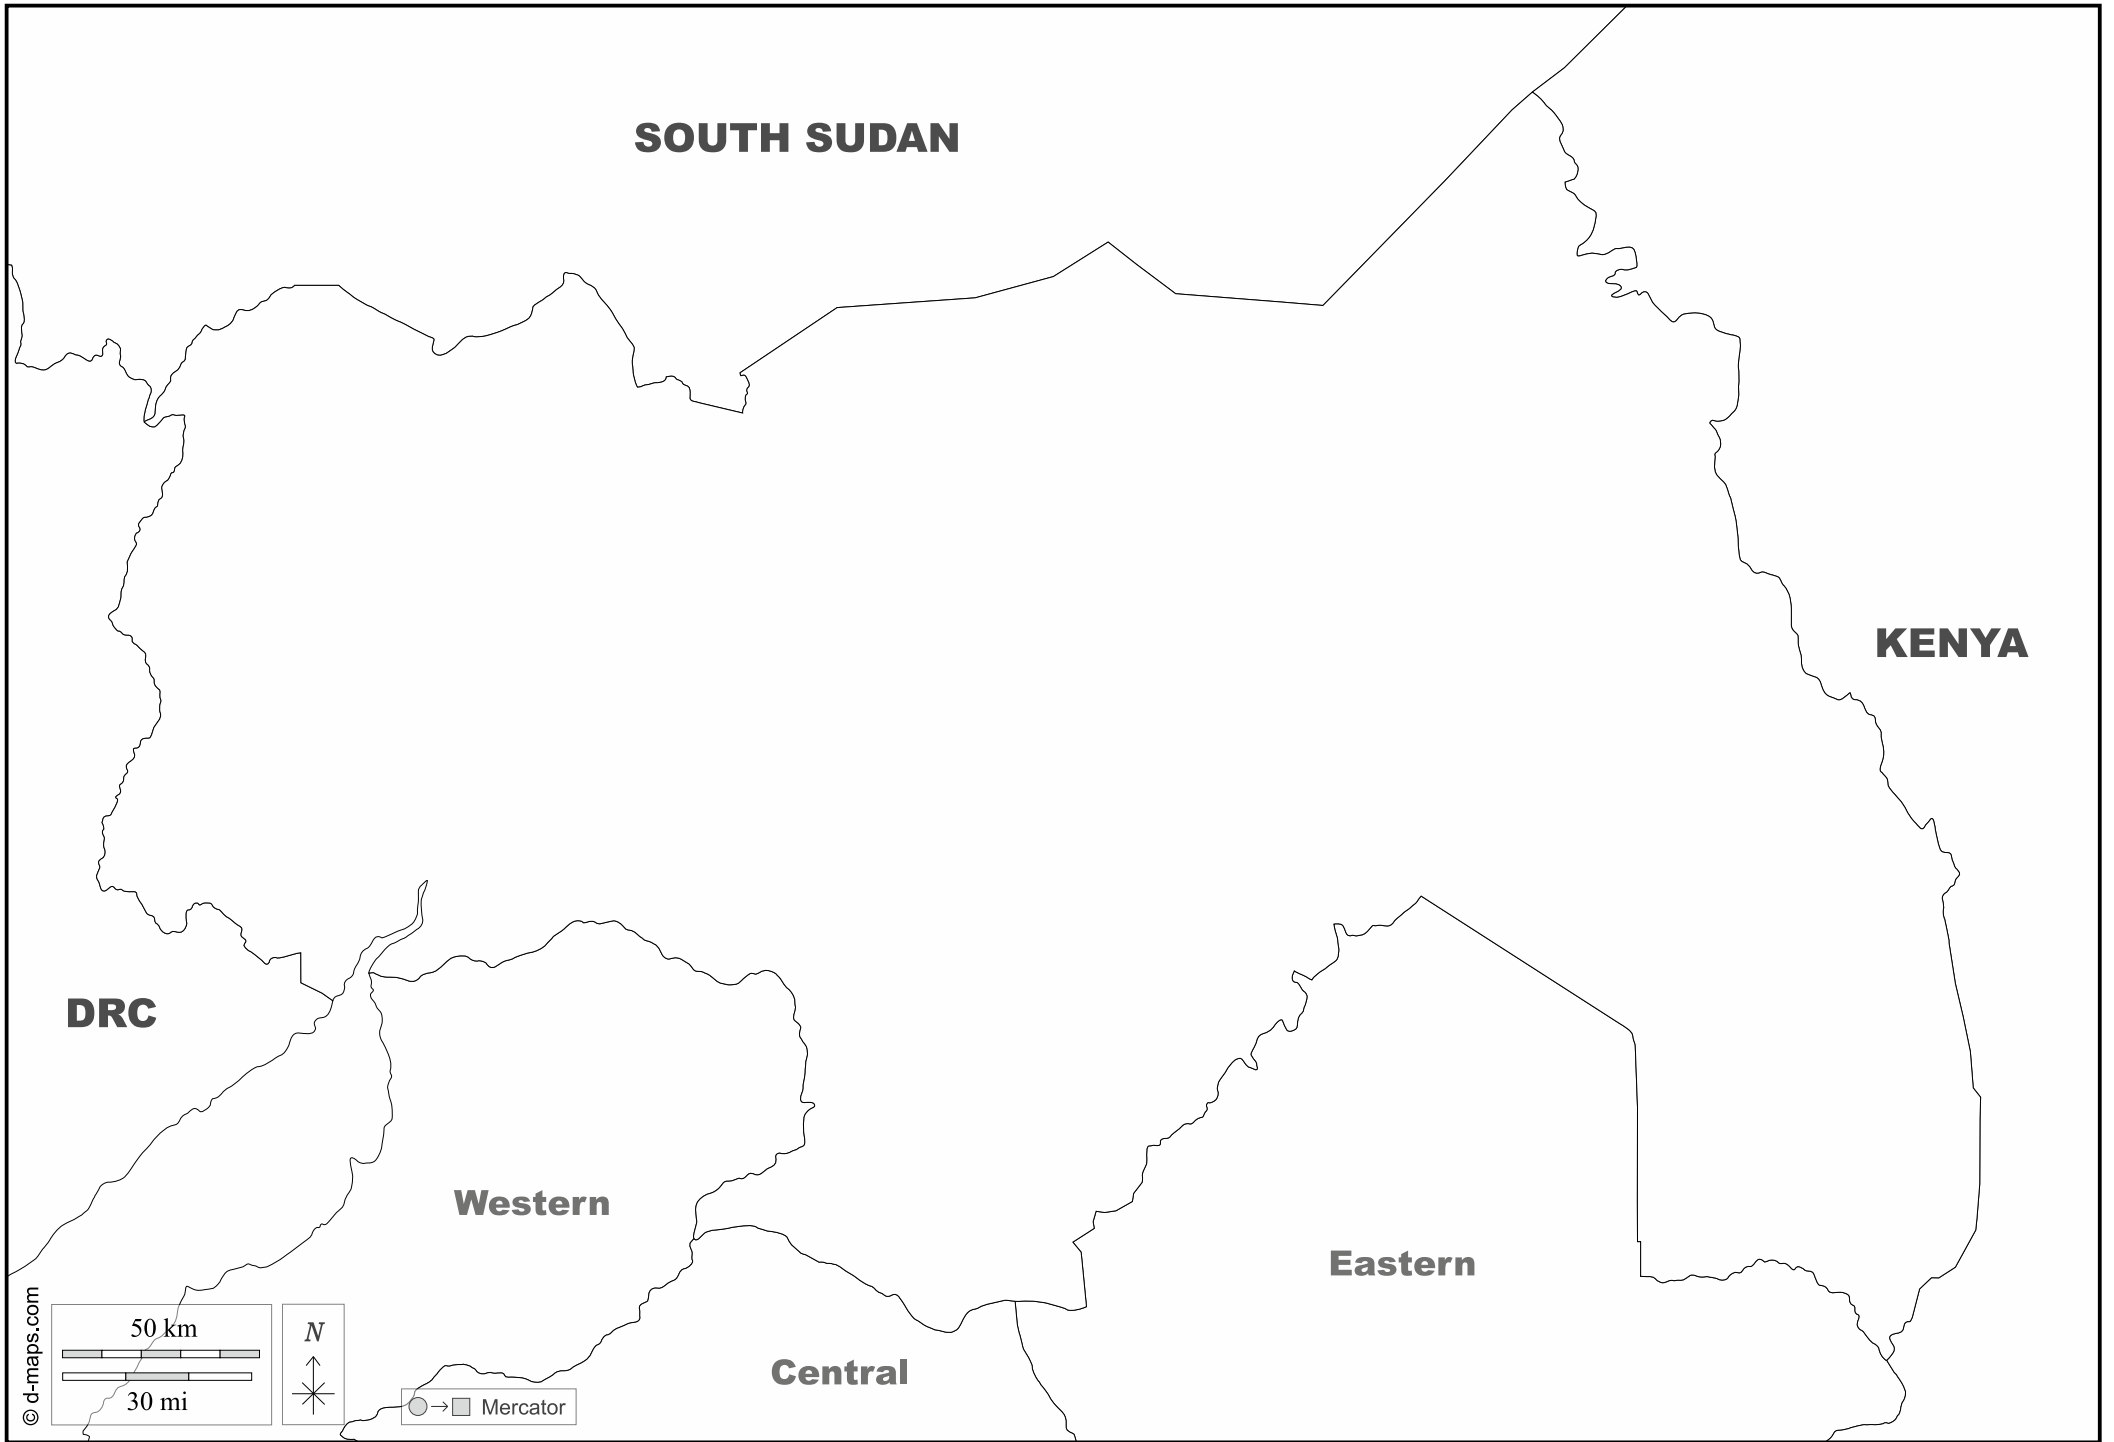 SOUTH SUDAN
KENYA
DRC
Western
Eastern
Central
© d-maps.com
50 km
30 mi
N
Mercator